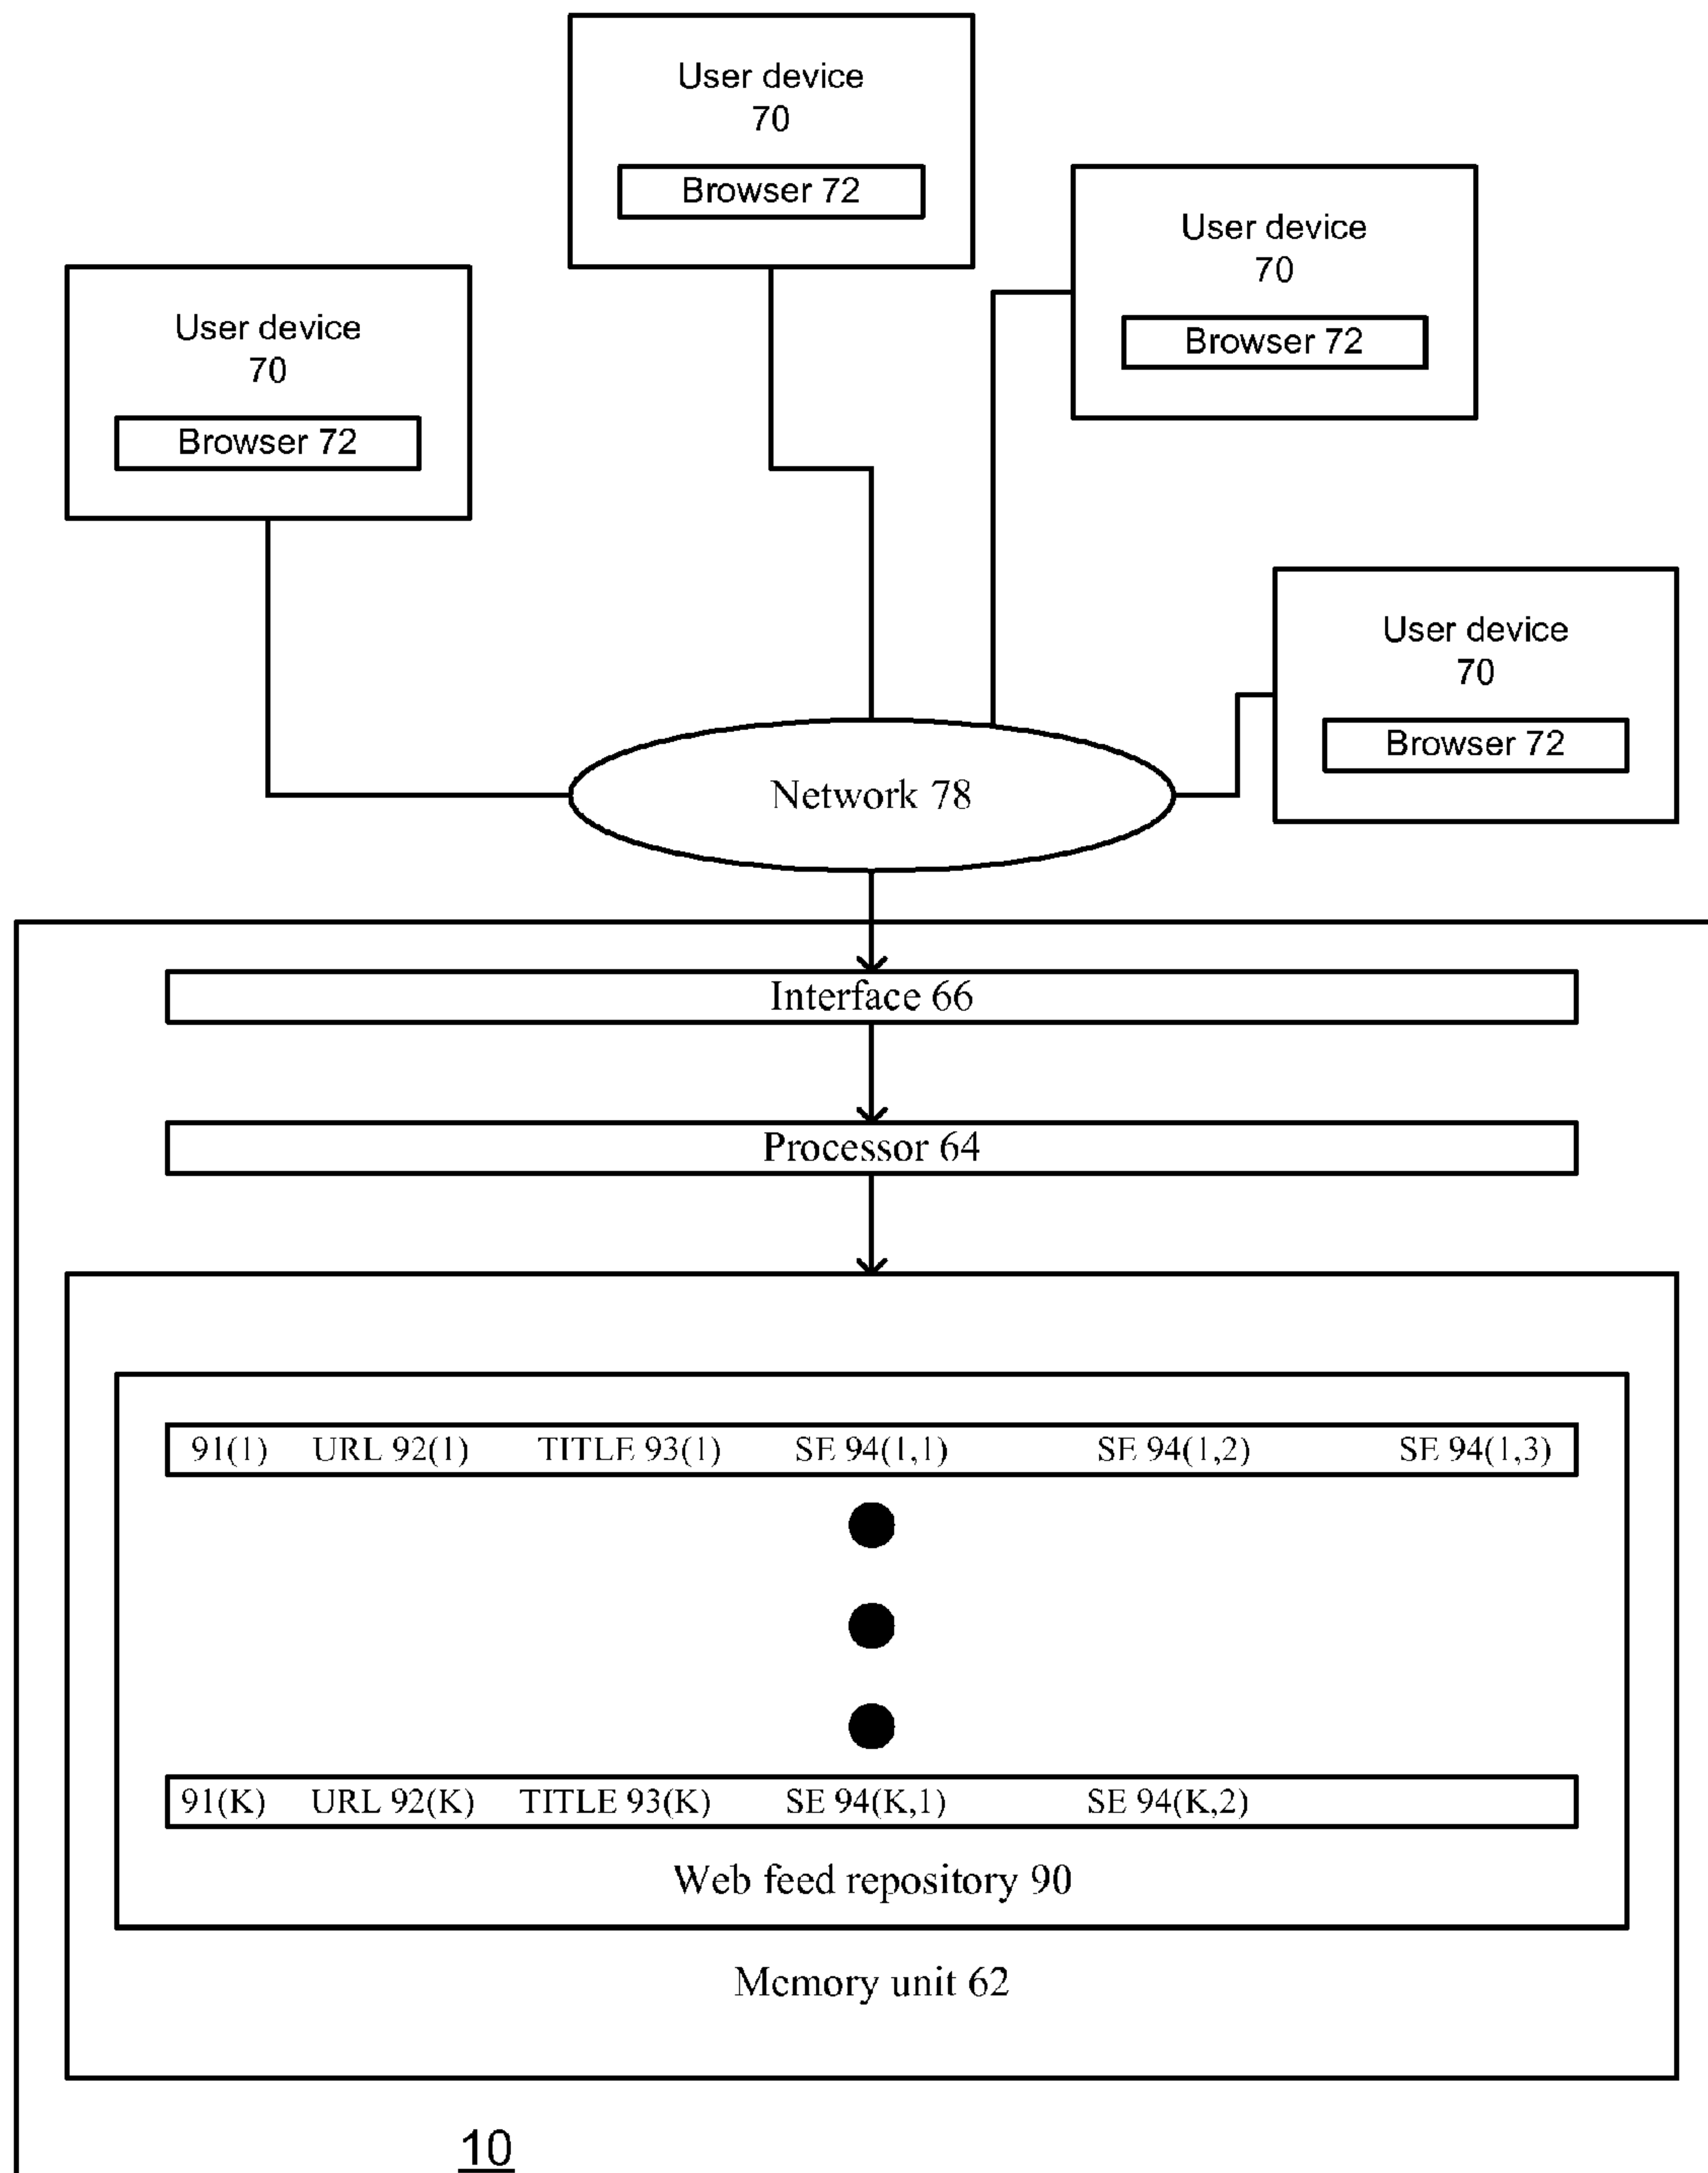 User device
70
Browser 72
User device
70
Browser 72
User device
70
Browser 72
User device
70
Browser 72
Network 78
Interface 66
Processor 64
91(1) URL 92(1) TITLE 93(1) SE 94(1,1) SE 94(1,2) SE 94(1,3)
91(K) URL 92(K) TITLE 93(K) SE 94(K,1) SE 94(K,2)
Web feed repository 90
Memory unit 62
10